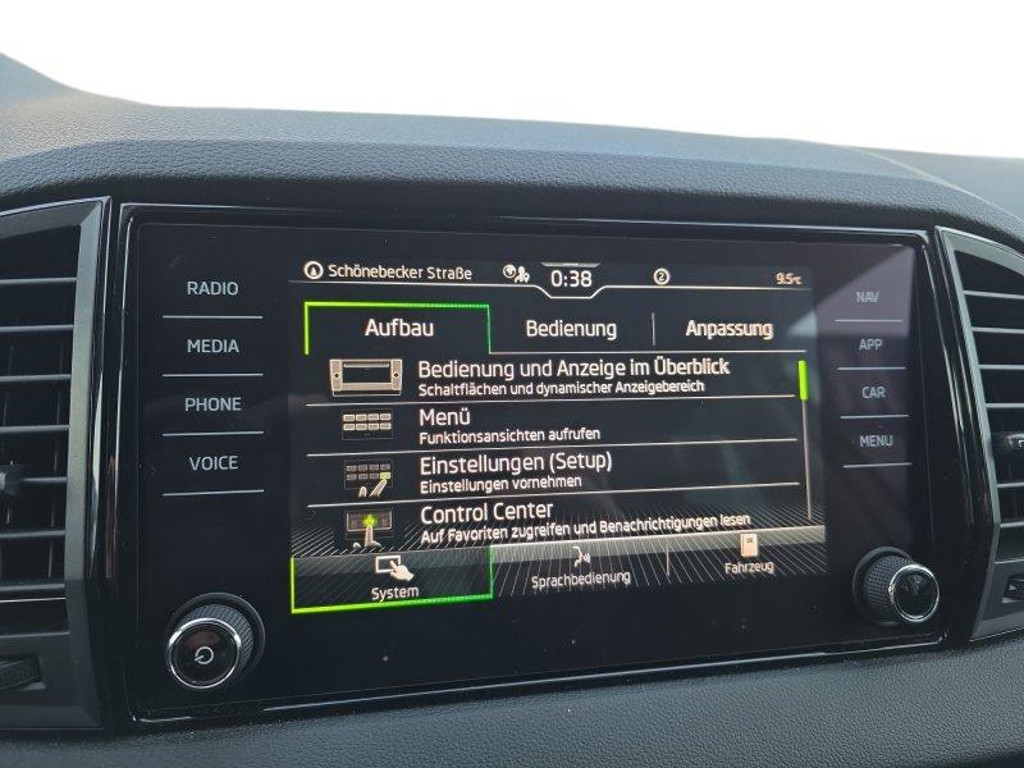 Schönebecker Straße 0:38 2 9.5°C
RADIO
MEDIA
PHONE
VOICE
Aufbau Bedienung Anpassung
Bedienung und Anzeige im Überblick
Schaltflächen und dynamischer Anzeigebereich
Menü
Funktionsansichten aufrufen
Einstellungen (Setup)
Einstellungen vornehmen
Control Center
Auf Favoriten zugreifen und Benachrichtigungen lesen
System Sprachbedienung Fahrzeug
NAV
APP
CAR
MENU